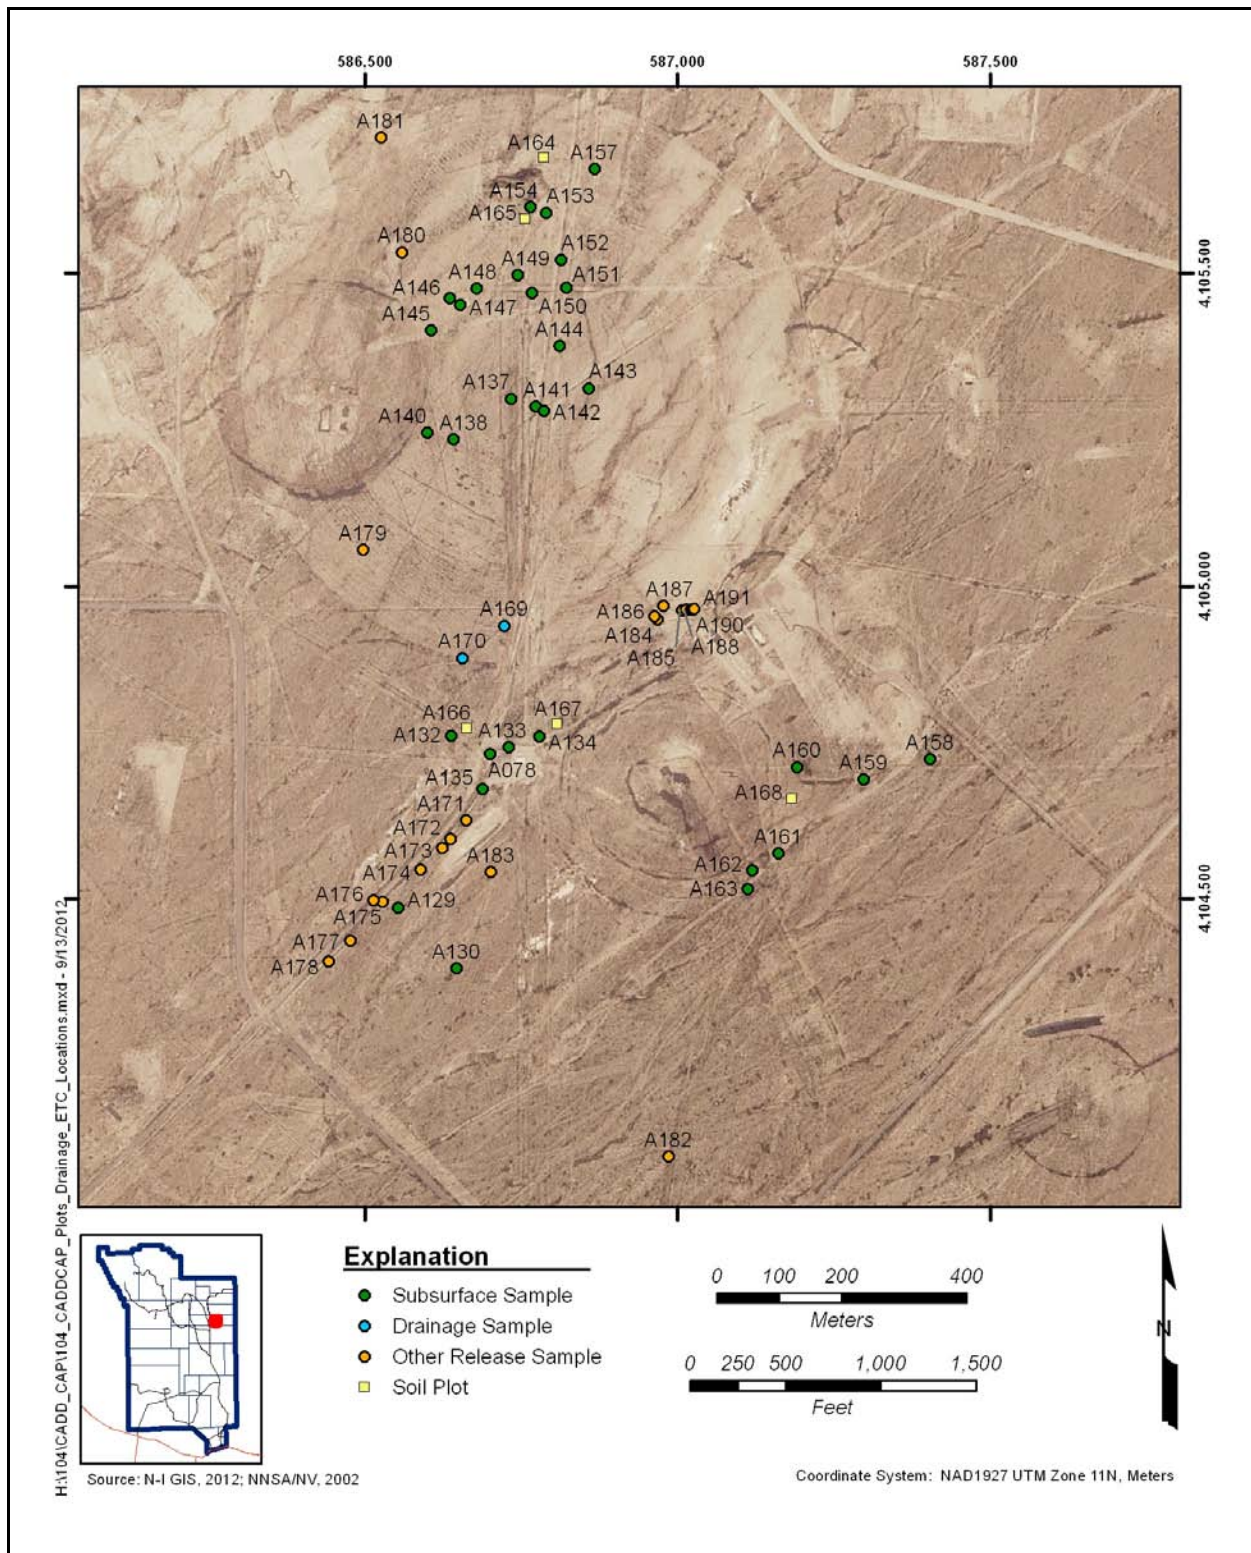 586,500
587,000
587,500
A181
A164
A157
A154
A153
A165
A180
A152
A149
A148
A151
A146
A147
A150
A145
A144
A143
A137
A141
A142
A140
A138
A179
A187
A191
A186
A169
A184
A190
A188
A170
A185
A166
A167
A132
A133
A134
A160
A158
A159
A078
A135
A168
A171
A172
A161
A173
A183
A162
A174
A163
A176
A129
A175
A177
A130
A178
A182
4,105,500
4,105,000
4,104,500
H:\104\CADD_CAP\104_CADDCAP_Plots_Drainage_ETC_Locations.mxd - 9/13/2012
Explanation
Subsurface Sample
Drainage Sample
Other Release Sample
Soil Plot
0 100 200 400
Meters
0 250 500 1,000 1,500
Feet
N
Source: N-I GIS, 2012; NNSA/NV, 2002
Coordinate System: NAD1927 UTM Zone 11N, Meters